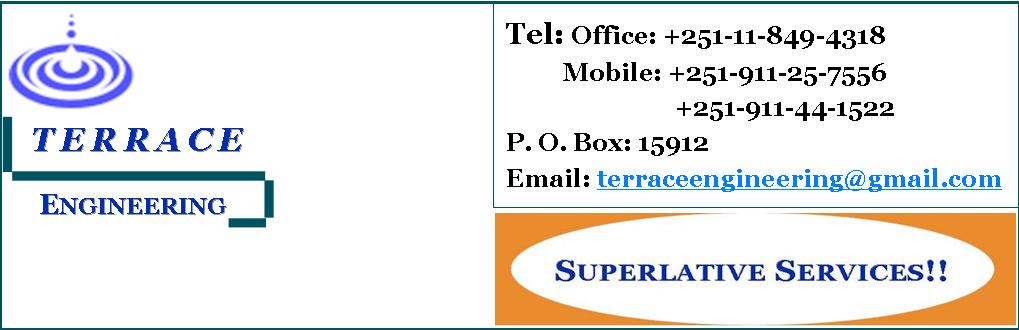 TERRACE
ENGINEERING
Tel: Office: +251-11-849-4318
Mobile: +251-911-25-7556
+251-911-44-1522
P. O. Box: 15912
Email: terraceengineering@gmail.com
SUPERLATIVE SERVICES!!